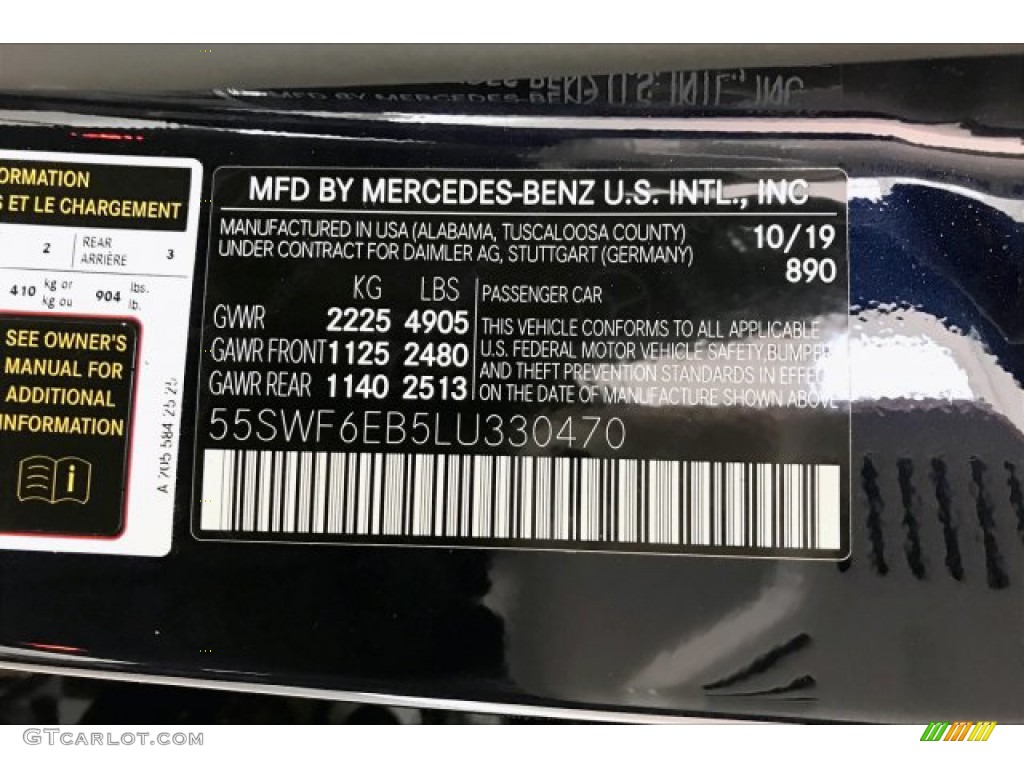 ORMATION
S ET LE CHARGEMENT
2 REAR ARRIÈRE 3
410 kg or kg ou 904 lbs. lb.
SEE OWNER'S
MANUAL FOR
ADDITIONAL
INFORMATION
i
A 205 584 25 25
MFD BY MERCEDES-BENZ U.S. INTL., INC
MANUFACTURED IN USA (ALABAMA, TUSCALOOSA COUNTY) 10/19
UNDER CONTRACT FOR DAIMLER AG, STUTTGART (GERMANY) 890
KG LBS
GVWR 2225 4905
GAWR FRONT 1125 2480
GAWR REAR 1140 2513
PASSENGER CAR
THIS VEHICLE CONFORMS TO ALL APPLICABLE
U.S. FEDERAL MOTOR VEHICLE SAFETY, BUMPER
AND THEFT PREVENTION STANDARDS IN EFFECT
ON THE DATE OF MANUFACTURE SHOWN ABOVE
55SWF6EB5LU330470
GTCarlot.com